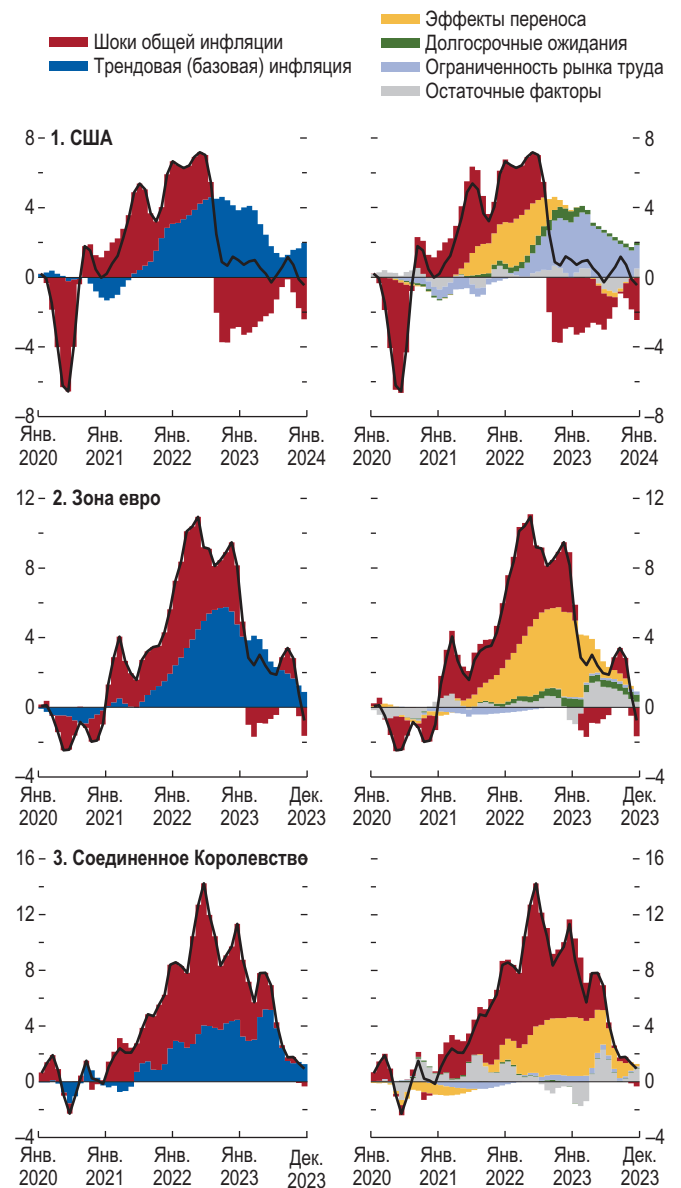 Шоки общей инфляции
Трендовая (базовая) инфляция
Эффекты переноса
Долгосрочные ожидания
Ограниченность рынка труда
Остаточные факторы
1. США
8
4
0
–4
–8
Янв. Янв. Янв. Янв. Янв.
2020 2021 2022 2023 2024
8
4
0
–4
–8
Янв. Янв. Янв. Янв. Янв.
2020 2021 2022 2023 2024
2. Зона евро
12
8
4
0
–4
Янв. Янв. Янв. Янв. Дек.
2020 2021 2022 2023 2023
12
8
4
0
–4
Янв. Янв. Янв. Янв. Дек.
2020 2021 2022 2023 2023
3. Соединенное Королевство
16
12
8
4
0
–4
Янв. Янв. Янв. Янв. Дек.
2020 2021 2022 2023 2023
16
12
8
4
0
–4
Янв. Янв. Янв. Янв. Дек.
2020 2021 2022 2023 2023